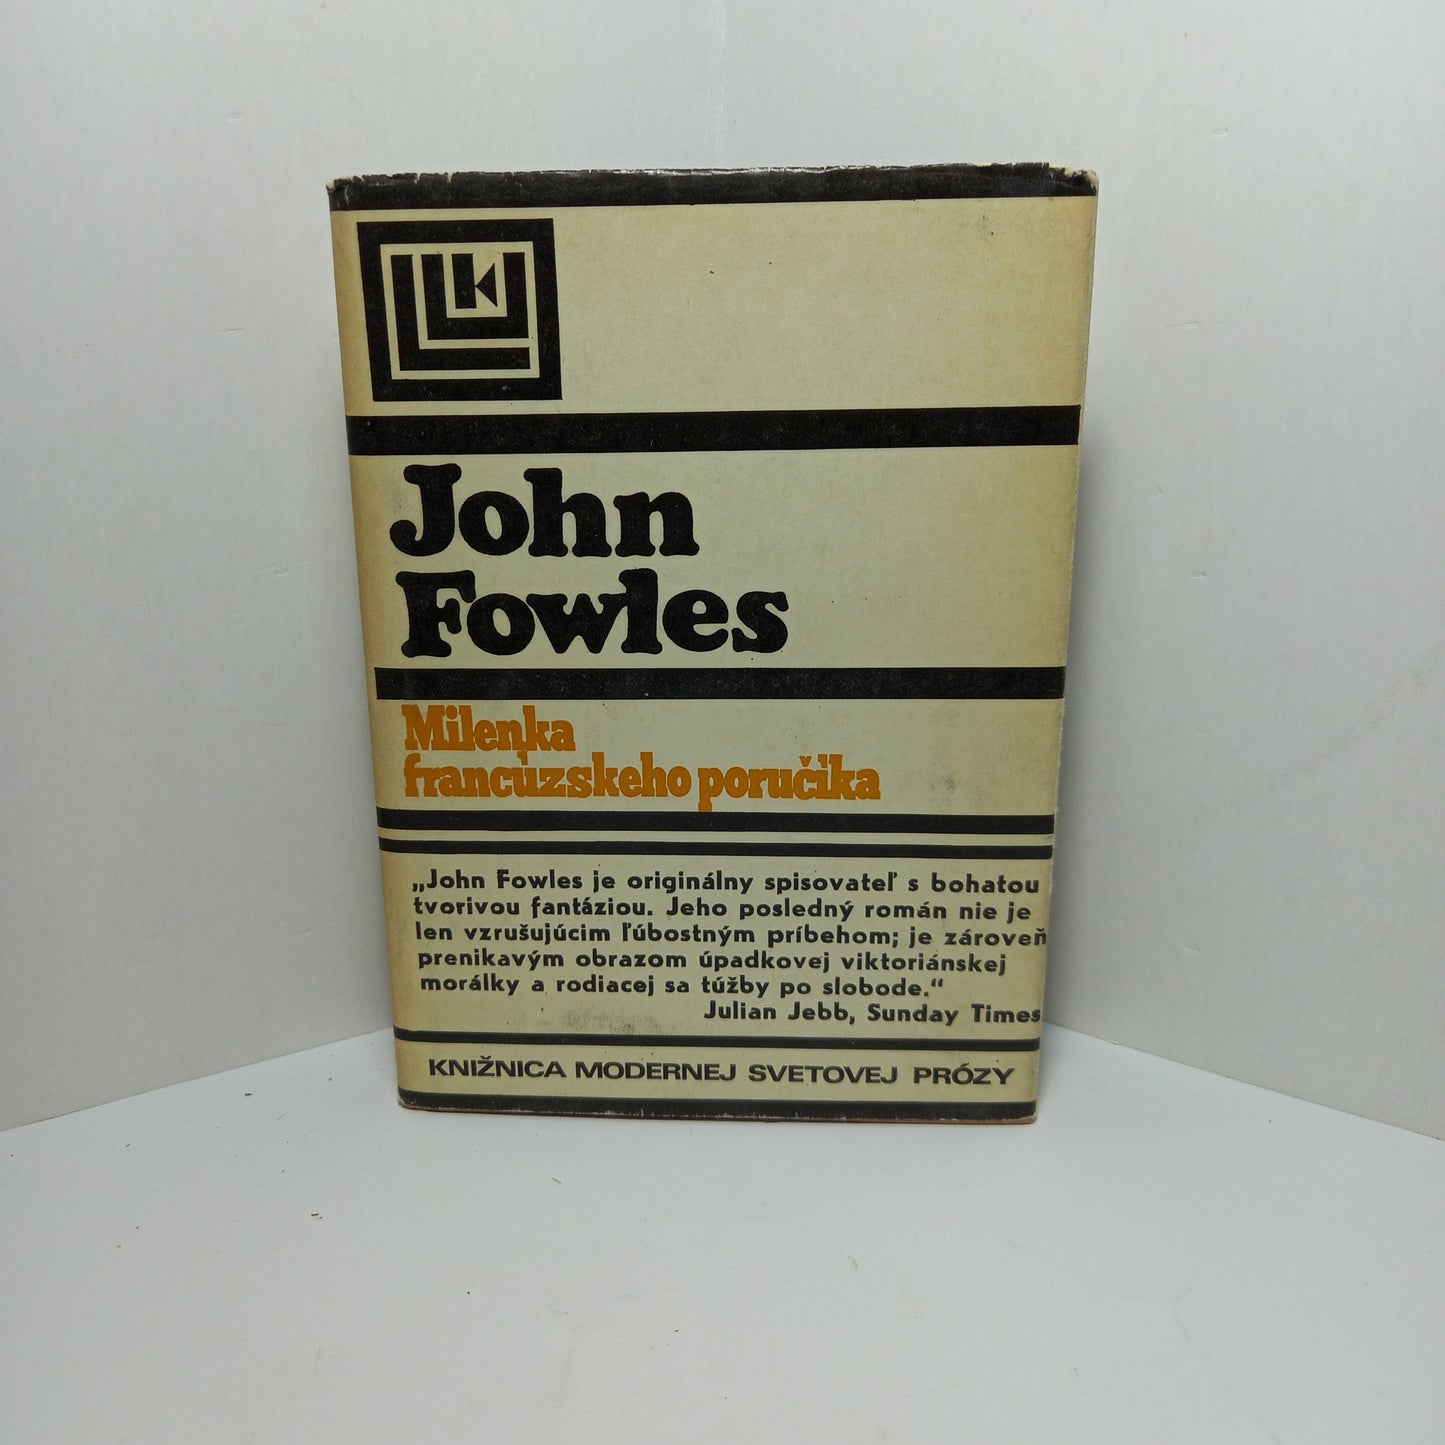 John
Fowles
Milenka
francúzskeho poručíka
„John Fowles je originálny spisovateľ s bohatou
tvorivou fantáziou. Jeho posledný román nie je
len vzrušujúcim ľúbostným príbehom; je zároveň
prenikavým obrazom úpadkovej viktoriánskej
morálky a rodiacej sa túžby po slobode.“
Julian Jebb, Sunday Times
KNIŽNICA MODERNEJ SVETOVEJ PRÓZY